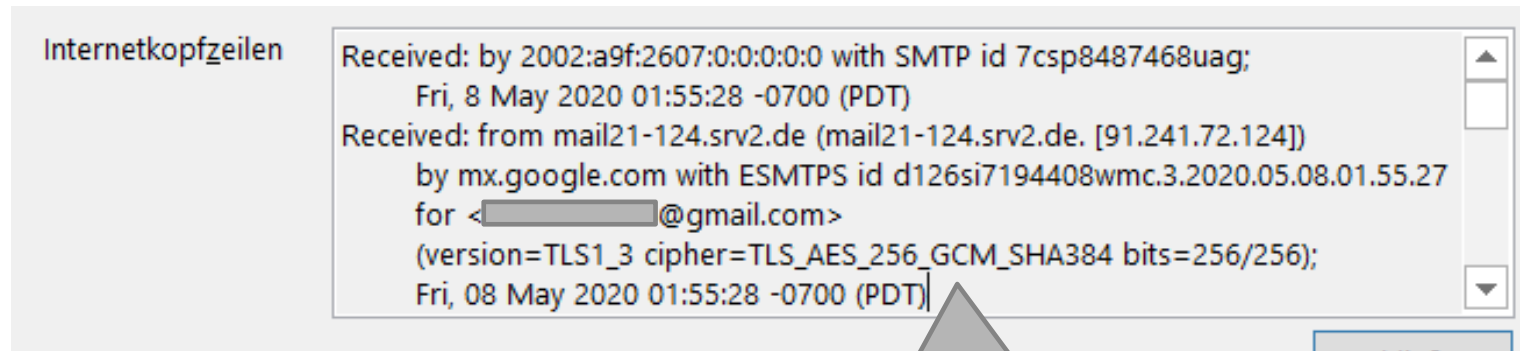 Internetkopfzeilen
Received: by 2002:a9f:2607:0:0:0:0:0 with SMTP id 7csp8487468uag;
Fri, 8 May 2020 01:55:28 -0700 (PDT)
Received: from mail21-124.srv2.de (mail21-124.srv2.de. [91.241.72.124])
by mx.google.com with ESMTPS id d126si7194408wmc.3.2020.05.08.01.55.27
for <@gmail.com>
(version=TLS1_3 cipher=TLS_AES_256_GCM_SHA384 bits=256/256);
Fri, 08 May 2020 01:55:28 -0700 (PDT)